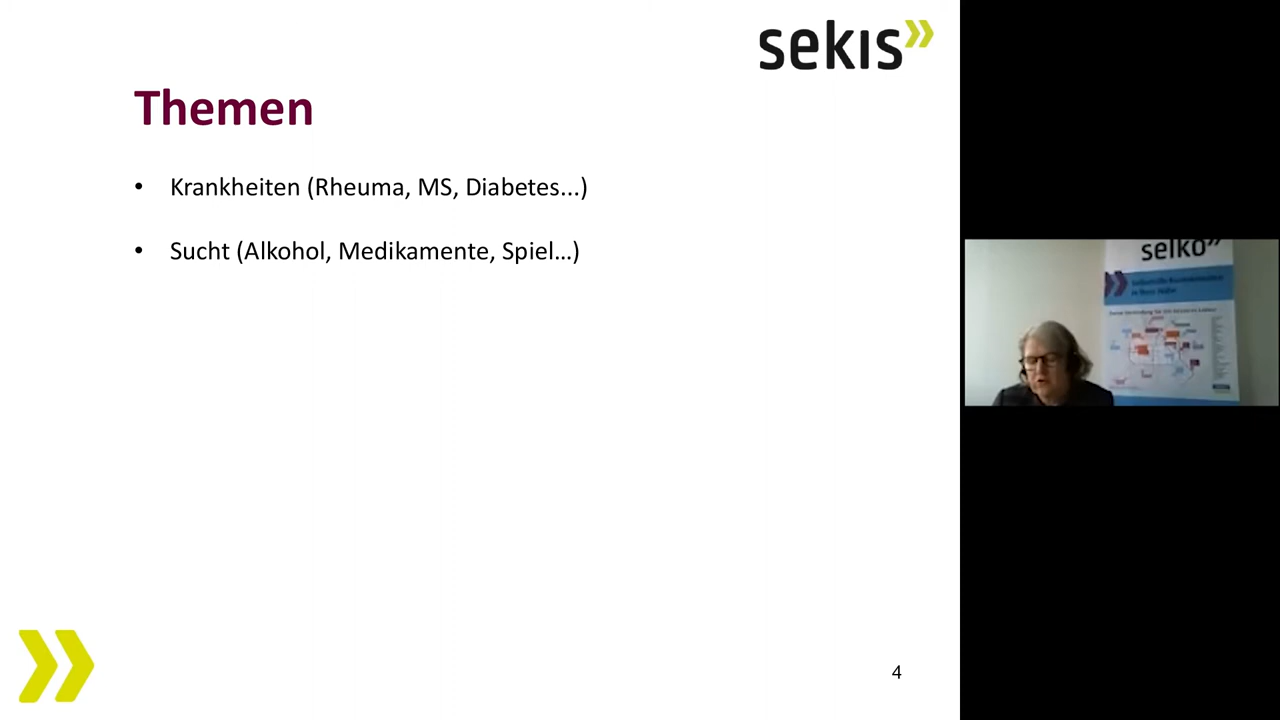 sekis
Themen
• Krankheiten (Rheuma, MS, Diabetes...)
• Sucht (Alkohol, Medikamente, Spiel...)
4
selko